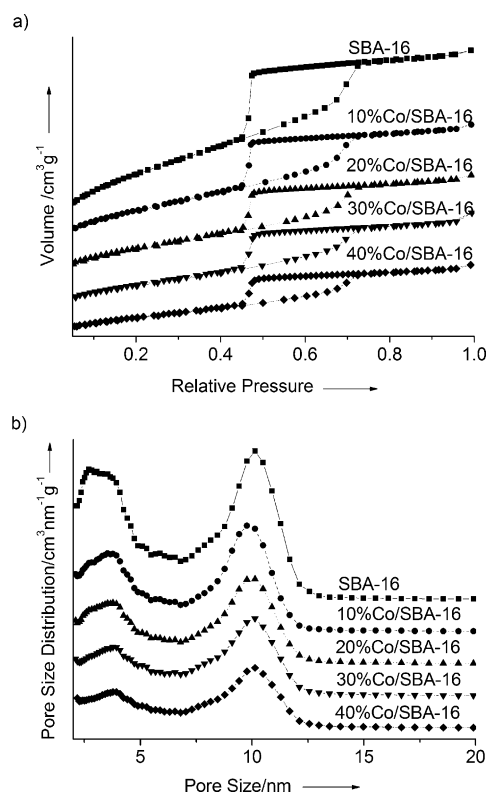 a)
SBA-16
10%Co/SBA-16
20%Co/SBA-16
30%Co/SBA-16
40%Co/SBA-16
Volume /cm³g⁻¹
0.2 0.4 0.6 0.8 1.0
Relative Pressure
b)
SBA-16
10%Co/SBA-16
20%Co/SBA-16
30%Co/SBA-16
40%Co/SBA-16
Pore Size Distribution/cm³nm⁻¹g⁻¹
5 10 15 20
Pore Size/nm